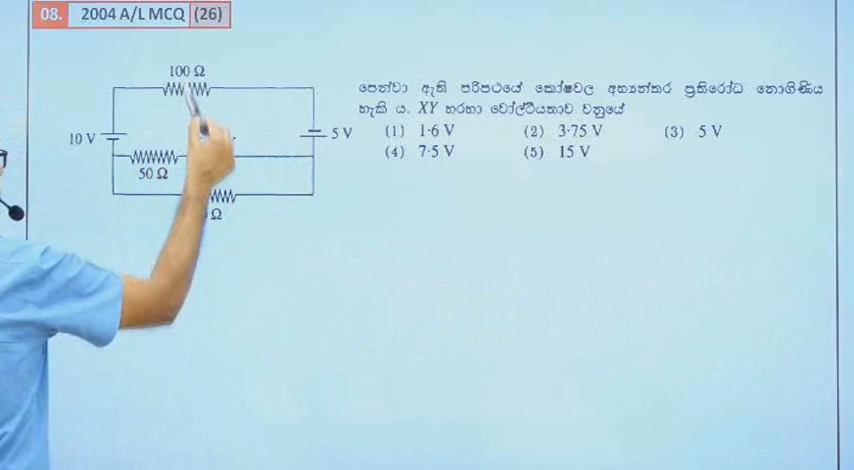 08. 2004 A/L MCQ (26)
100 Ω
10 V
5 V
50 Ω
Ω
පෙන්වා ඇති පරිපථයේ කෝෂවල අභ්‍යන්තර ප්‍රතිරෝධ නොගිණිය
හැකි ය. XY හරහා වෝල්ටීයතාව වනුයේ
(1) 1·6 V (2) 3·75 V (3) 5 V
(4) 7·5 V (5) 15 V